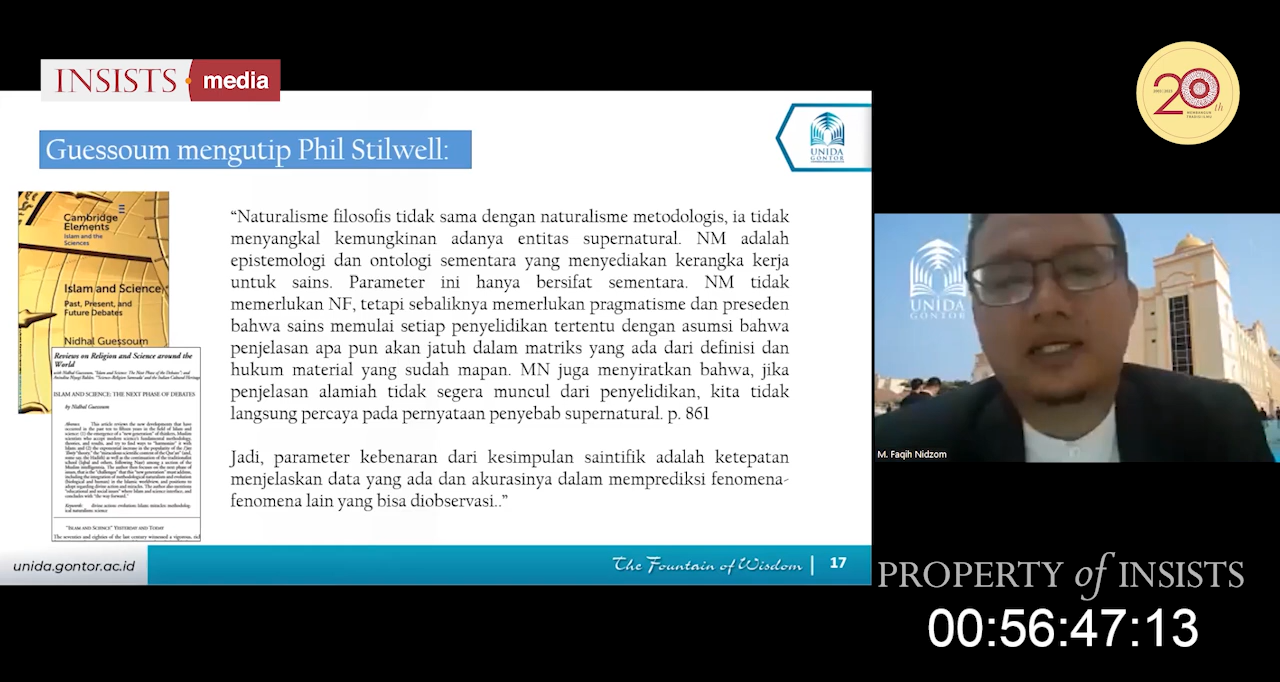 INSISTS media
20th
Guessoum mengutip Phil Stilwell:
UNIDA
GONTOR
Cambridge
Elements
Islam and the
Sciences
Islam and Science
Past, Present, and
Future Debates
Nidhal Guessoum
Reviews on Religion and Science around the
World
ISLAM AND SCIENCE: THE NEXT PHASE OF DEBATES
by Nidhal Guessoum
"ISLAM AND SCIENCE" YESTERDAY AND TODAY
“Naturalisme filosofis tidak sama dengan naturalisme metodologis, ia tidak
menyangkal kemungkinan adanya entitas supernatural. NM adalah
epistemologi dan ontologi sementara yang menyediakan kerangka kerja
untuk sains. Parameter ini hanya bersifat sementara. NM tidak
memerlukan NF, tetapi sebaliknya memerlukan pragmatisme dan preseden
bahwa sains memulai setiap penyelidikan tertentu dengan asumsi bahwa
penjelasan apa pun akan jatuh dalam matriks yang ada dari definisi dan
hukum material yang sudah mapan. MN juga menyiratkan bahwa, jika
penjelasan alamiah tidak segera muncul dari penyelidikan, kita tidak
langsung percaya pada pernyataan penyebab supernatural. p. 861
Jadi, parameter kebenaran dari kesimpulan saintifik adalah ketepatan
menjelaskan data yang ada dan akurasinya dalam memprediksi fenomena-
fenomena lain yang bisa diobservasi..”
unida.gontor.ac.id
The Fountain of Wisdom | 17
UNIDA
GONTOR
M. Faqih Nidzom
PROPERTY of INSISTS
00:56:47:13